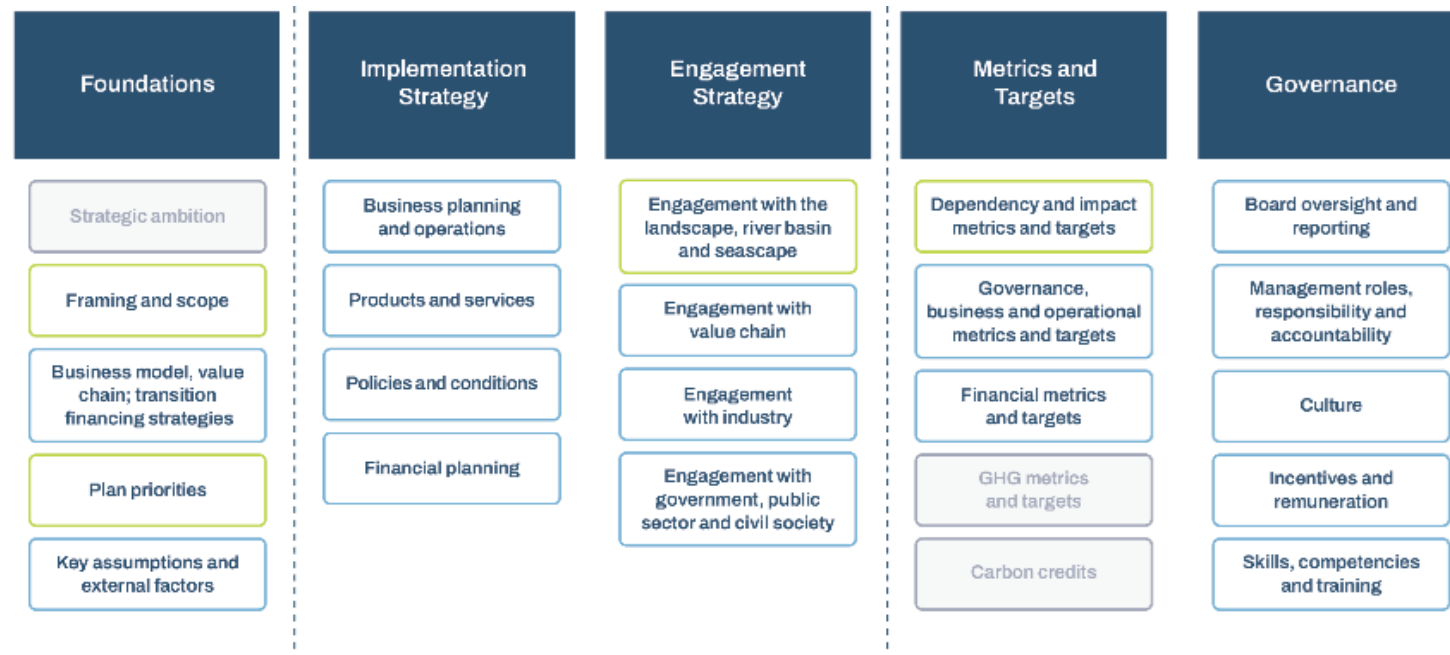 Foundations
Implementation
Strategy
Engagement
Strategy
Metrics and
Targets
Governance
Strategic ambition
Framing and scope
Business model, value
chain; transition
financing strategies
Plan priorities
Key assumptions and
external factors
Business planning
and operations
Products and services
Policies and conditions
Financial planning
Engagement with the
landscape, river basin
and seascape
Engagement with
value chain
Engagement
with industry
Engagement with
government, public
sector and civil society
Dependency and impact
metrics and targets
Governance,
business and operational
metrics and targets
Financial metrics
and targets
GHG metrics
and targets
Carbon credits
Board oversight and
reporting
Management roles,
responsibility and
accountability
Culture
Incentives and
remuneration
Skills, competencies
and training